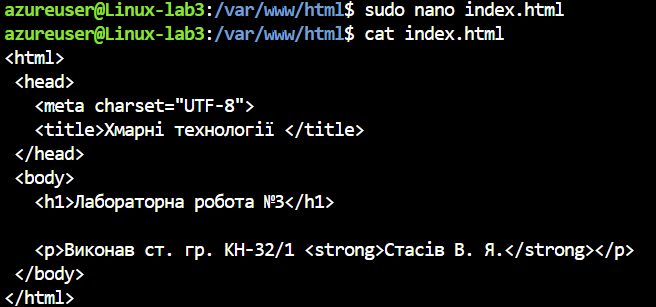 azureuser@Linux-lab3:/var/www/html$ sudo nano index.html
azureuser@Linux-lab3:/var/www/html$ cat index.html
<html>
 <head>
   <meta charset="UTF-8">
   <title>Хмарні технології </title>
 </head>
 <body>
   <h1>Лабораторна робота №3</h1>

   <p>Виконав ст. гр. КН-32/1 <strong>Стасів В. Я.</strong></p>
 </body>
</html>